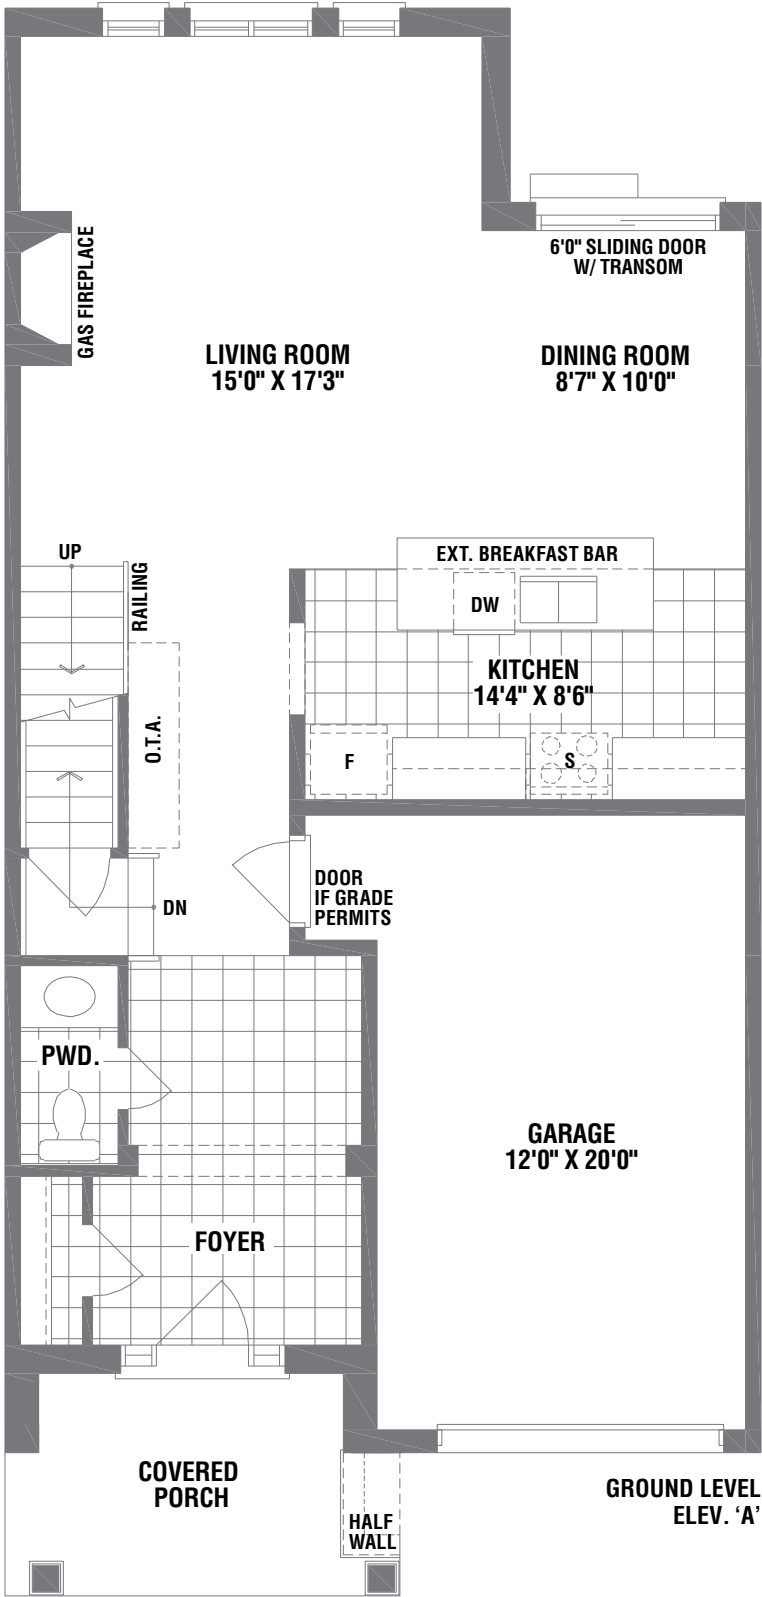 6'0" SLIDING DOOR
W/ TRANSOM
GAS FIREPLACE
LIVING ROOM
15'0" X 17'3"
DINING ROOM
8'7" X 10'0"
UP
RAILING
EXT. BREAKFAST BAR
DW
KITCHEN
14'4" X 8'6"
O.T.A.
F
S
DOOR
IF GRADE
PERMITS
DN
PWD.
GARAGE
12'0" X 20'0"
FOYER
COVERED
PORCH
HALF
WALL
GROUND LEVEL
ELEV. ‘A’